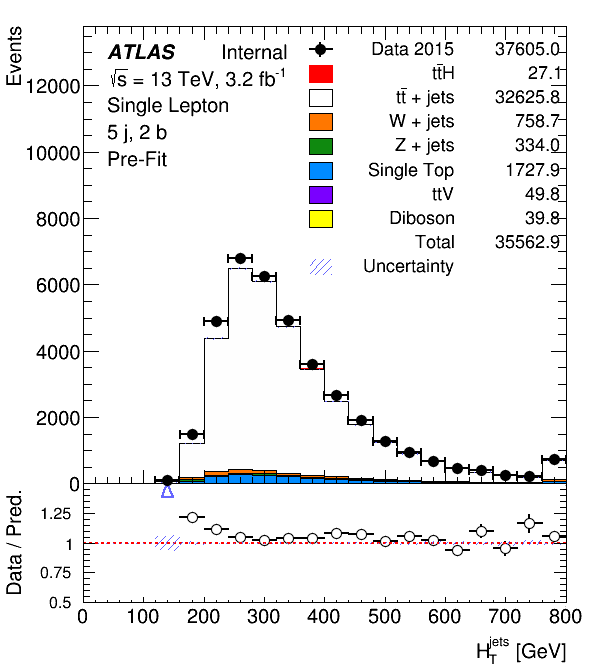 Events
ATLAS Internal
√s = 13 TeV, 3.2 fb⁻¹
Single Lepton
5 j, 2 b
Pre-Fit
Data 2015 37605.0
tt̄H 27.1
tt̄ + jets 32625.8
W + jets 758.7
Z + jets 334.0
Single Top 1727.9
ttV 49.8
Diboson 39.8
Total 35562.9
Uncertainty
12000
10000
8000
6000
4000
2000
0
Data / Pred.
1.25
1
0.75
0.5
0 100 200 300 400 500 600 700 800
H_T^jets [GeV]